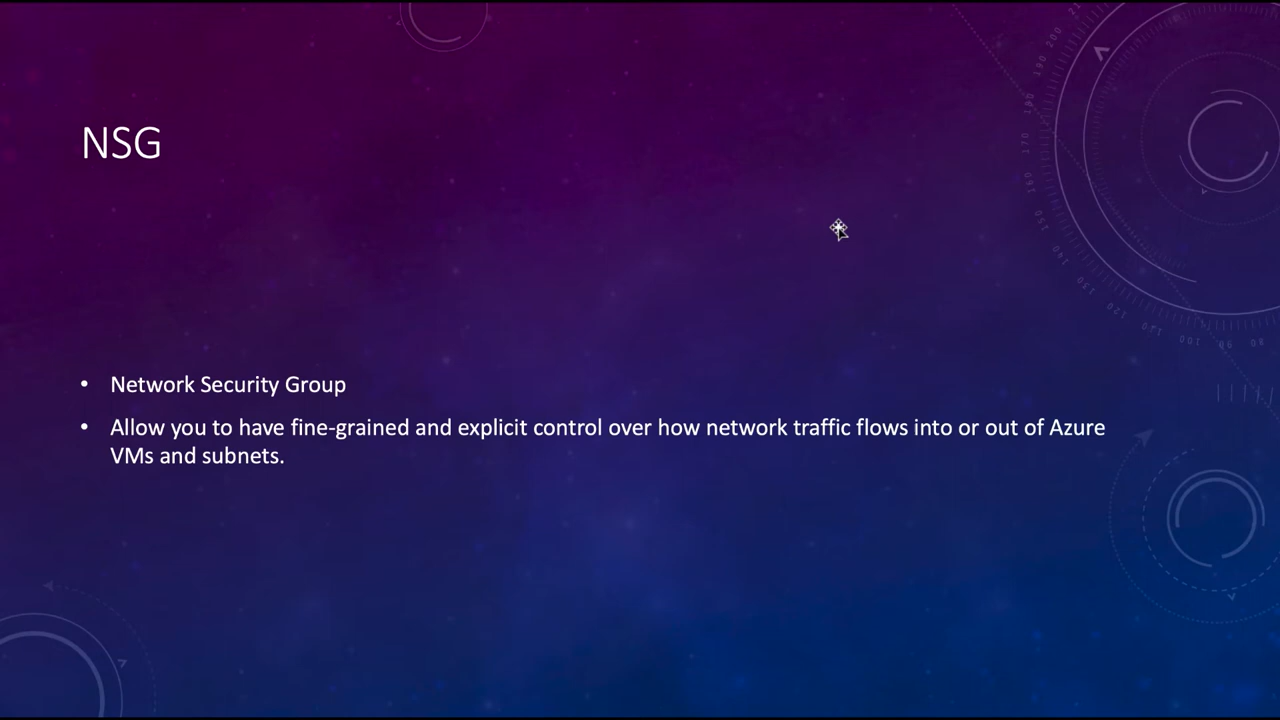 NSG
• Network Security Group
• Allow you to have fine-grained and explicit control over how network traffic flows into or out of Azure
VMs and subnets.